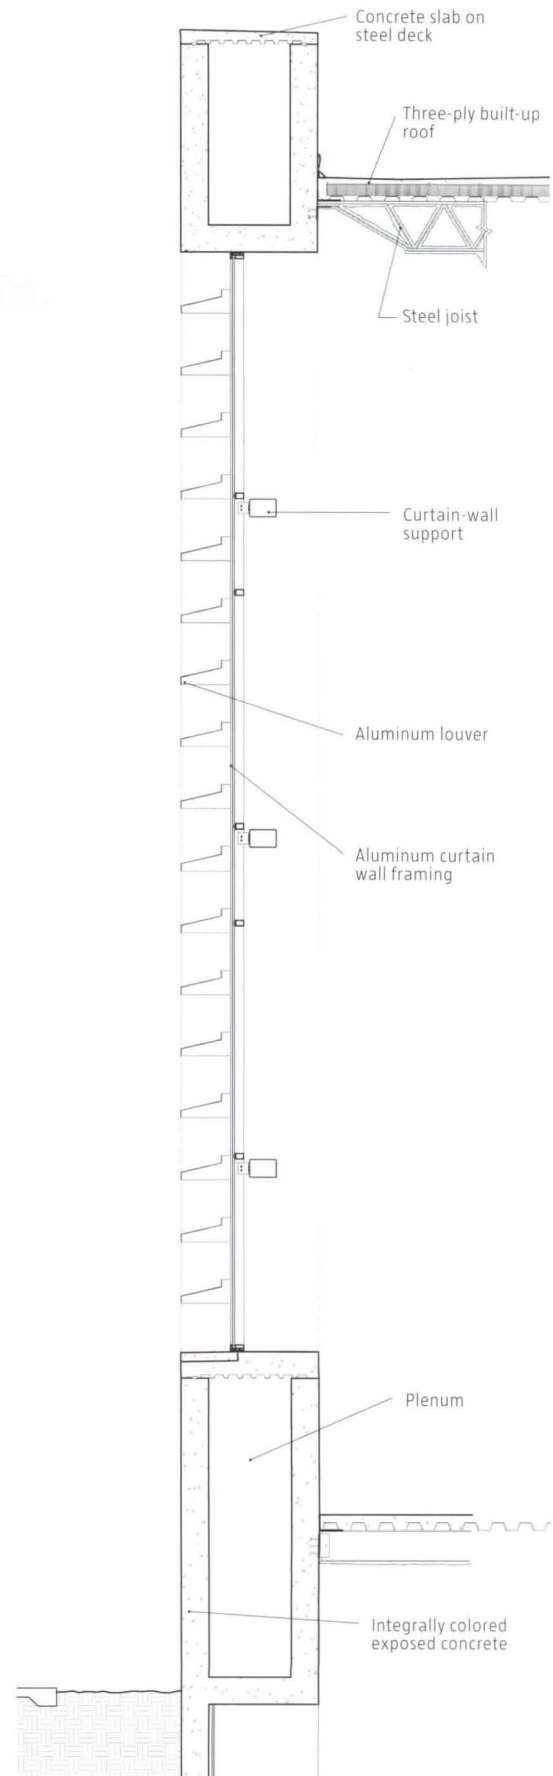 Concrete slab on
steel deck
Three-ply built-up
roof
Steel joist
Curtain-wall
support
Aluminum louver
Aluminum curtain
wall framing
Plenum
Integrally colored
exposed concrete